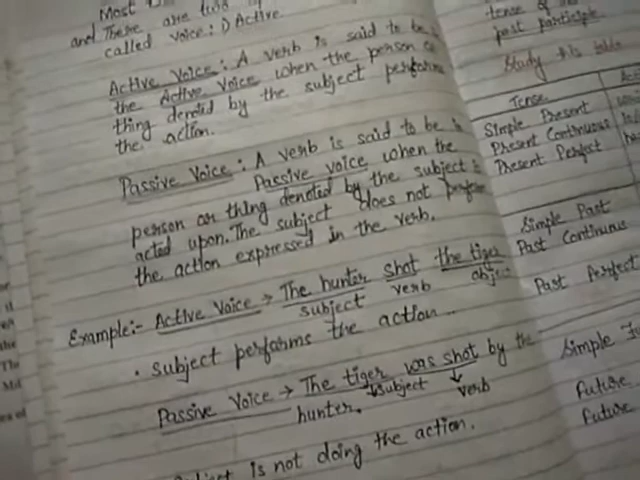 Most
and There are two
called voice: 1) Active
Active Voice: A verb is said to be
the Active Voice when the person or
thing denoted by the subject performs
the action.
Passive Voice: A verb is said to be
Passive voice when the
person or thing denoted by the subject is
acted upon. The subject does not perform
the action expressed in the verb.
Example:- Active Voice → The hunter shot the tiger
subject verb object
. subject performs the action.
Passive Voice → The tiger was shot by the
subject verb
hunter.
is not doing the action.
tense of
past participle
Study this table
Tense
Simple Present
Present Continuous
Present Perfect
Simple Past
Past Continuous
Past Perfect
Simple
Future
Future